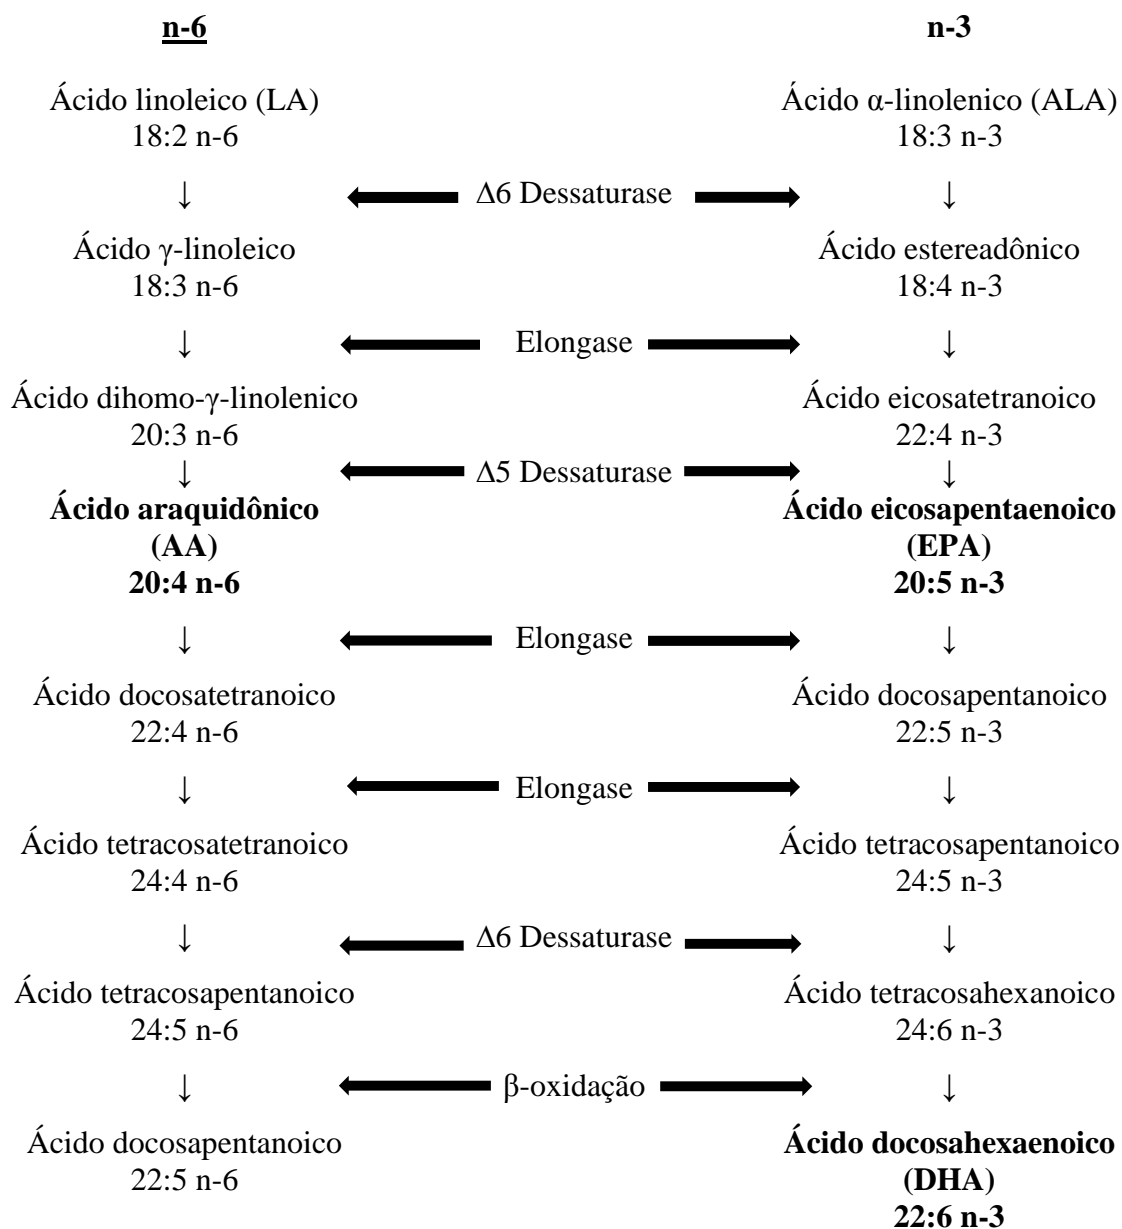 n-6
n-3
Ácido linoleico (LA)
18:2 n-6
Ácido α-linolenico (ALA)
18:3 n-3
↓
Δ6 Dessaturase
↓
Ácido γ-linoleico
18:3 n-6
Ácido estereadônico
18:4 n-3
↓
Elongase
↓
Ácido dihomo-γ-linolenico
20:3 n-6
Ácido eicosatetranoico
22:4 n-3
↓
Δ5 Dessaturase
↓
Ácido araquidônico
(AA)
20:4 n-6
Ácido eicosapentaenoico
(EPA)
20:5 n-3
↓
Elongase
↓
Ácido docosatetranoico
22:4 n-6
Ácido docosapentanoico
22:5 n-3
↓
Elongase
↓
Ácido tetracosatetranoico
24:4 n-6
Ácido tetracosapentanoico
24:5 n-3
↓
Δ6 Dessaturase
↓
Ácido tetracosapentanoico
24:5 n-6
Ácido tetracosahexanoico
24:6 n-3
↓
β-oxidação
↓
Ácido docosapentanoico
22:5 n-6
Ácido docosahexaenoico
(DHA)
22:6 n-3